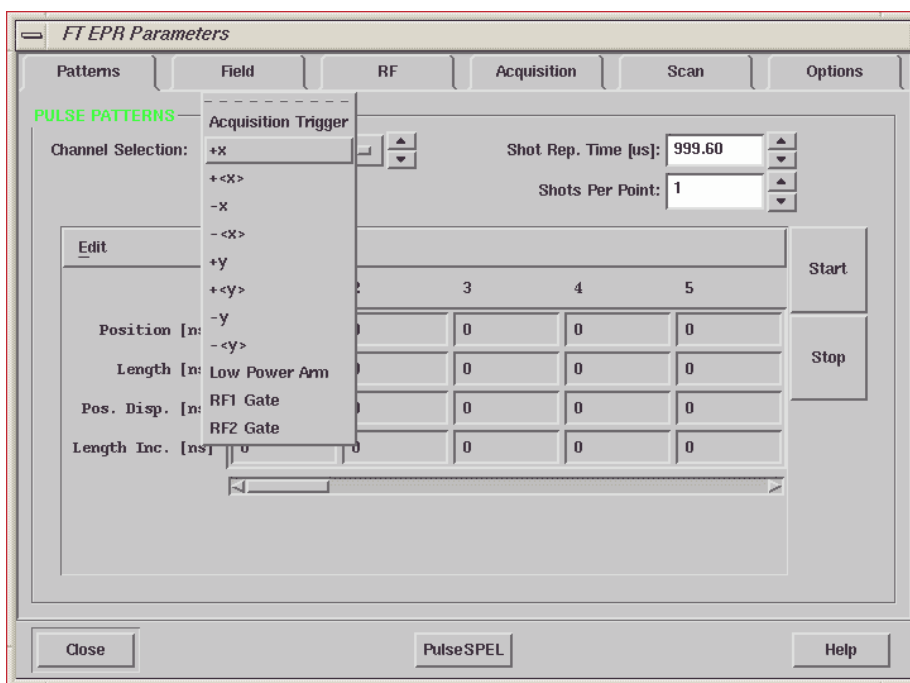 FT EPR Parameters
Patterns Field RF Acquisition Scan Options
PULSE PATTERNS
Acquisition Trigger
Channel Selection: +x Shot Rep. Time [us]: 999.60
+<x> Shots Per Point: 1
-x
-<x>
Edit +y Start
+<y> 3 4 5
-y
Position 0 0 0
-<y> Stop
Length Low Power Arm 0 0 0
Pos. Disp. RF1 Gate 0 0 0
RF2 Gate
Length Inc. [ns] 0 0 0 0 0
Close PulseSPEL Help